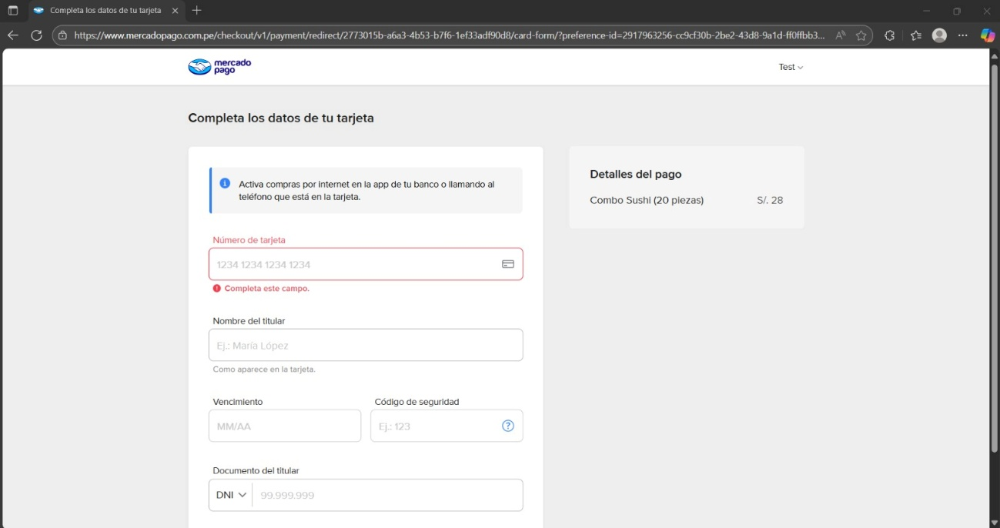 Completa los datos de tu tarjeta
https://www.mercadopago.com.pe/checkout/v1/payment/redirect/2773015b-a6a3-4b53-b7f6-1ef33adf90d8/card-form/?preference-id=2917963256-cc9cf30b-2be2-43d8-9a1d-ff0ffbb3...
mercado
pago
Test
Completa los datos de tu tarjeta
Activa compras por internet en la app de tu banco o llamando al
teléfono que está en la tarjeta.
Número de tarjeta
1234 1234 1234 1234
Completa este campo.
Nombre del titular
Ej.: María López
Como aparece en la tarjeta.
Vencimiento Código de seguridad
MM/AA Ej.: 123
Documento del titular
DNI 99.999.999
Detalles del pago
Combo Sushi (20 piezas) S/. 28